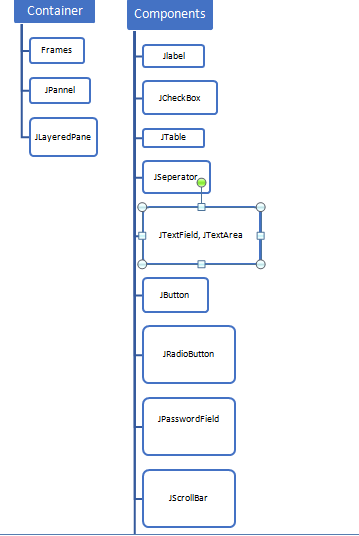 Container
Frames
JPannel
JLayeredPane
Components
Jlabel
JCheckBox
JTable
JSeperator
JTextField, JTextArea
JButton
JRadioButton
JPasswordField
JScrollBar